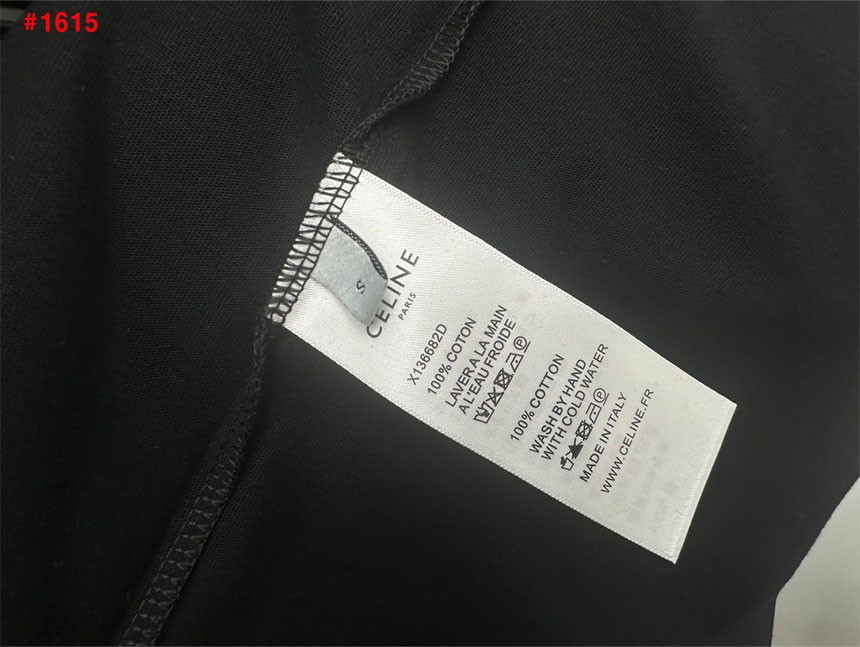 #1615
S
CELINE
PARIS
X136682D
100% COTON
LAVER A LA MAIN
A L'EAU FROIDE
100% COTTON
WASH BY HAND
WITH COLD WATER
MADE IN ITALY
WWW.CELINE.FR